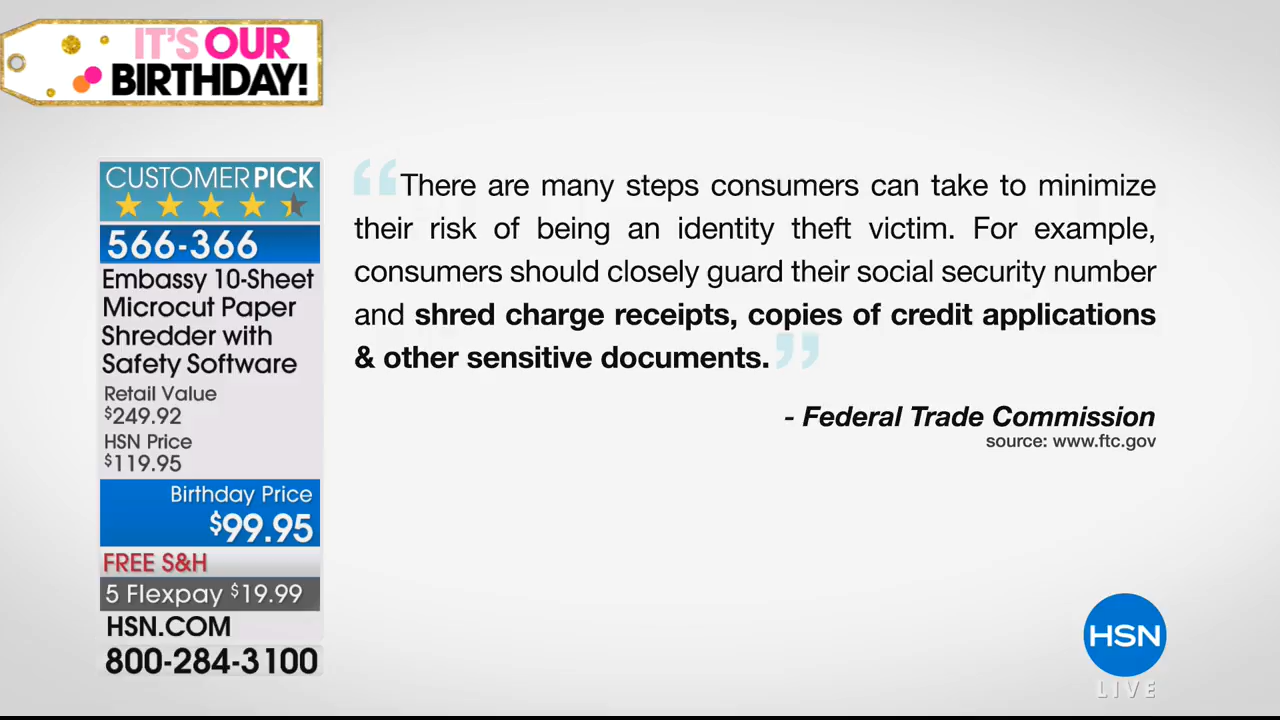 IT'S OUR
BIRTHDAY!
CUSTOMER PICK
566-366
Embassy 10-Sheet
Microcut Paper
Shredder with
Safety Software
Retail Value
$249.92
HSN Price
$119.95
Birthday Price
$99.95
FREE S&H
5 Flexpay $19.99
HSN.COM
800-284-3100
“There are many steps consumers can take to minimize
their risk of being an identity theft victim. For example,
consumers should closely guard their social security number
and shred charge receipts, copies of credit applications
& other sensitive documents.”
- Federal Trade Commission
source: www.ftc.gov
HSN
LIVE